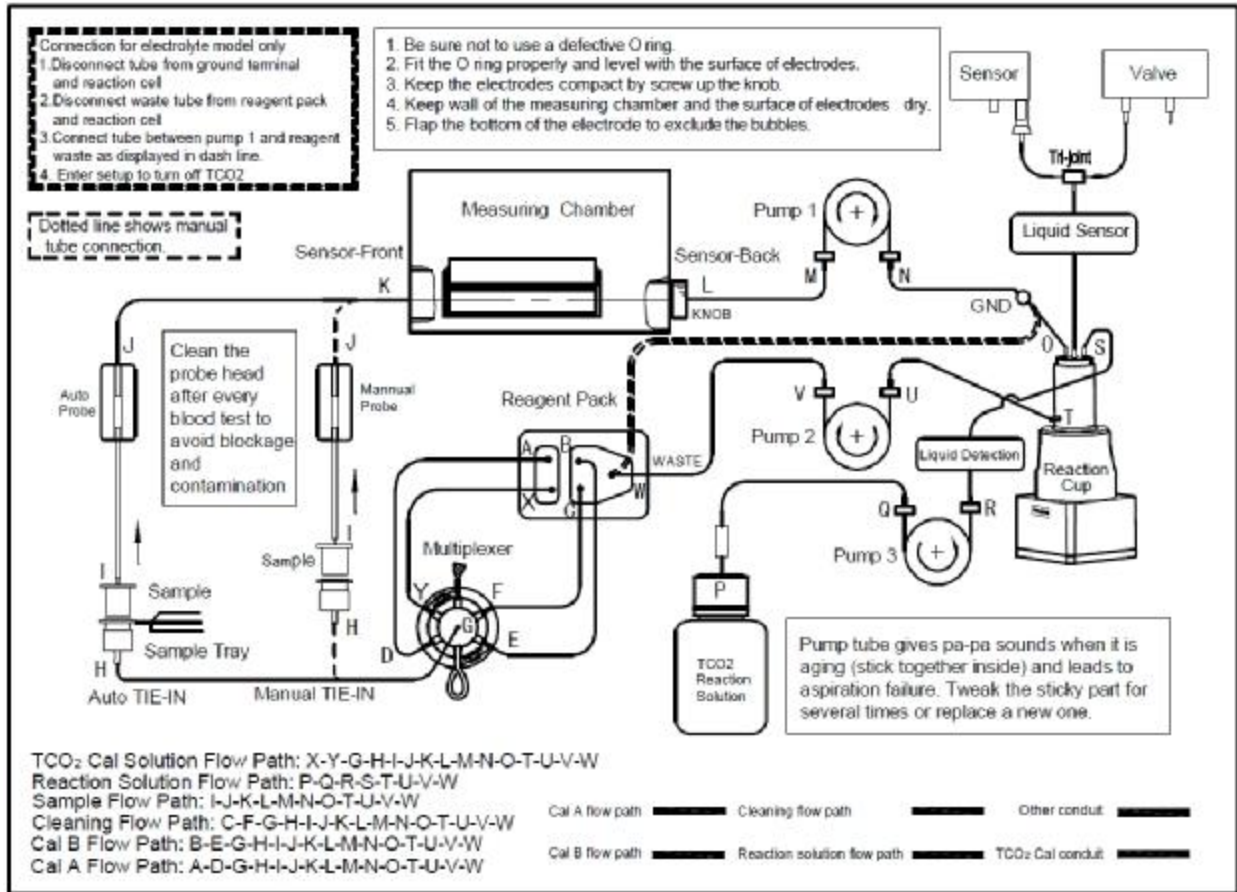 Connection for electrolyte model only
1.Disconnect tube from ground terminal
and reaction cell
2.Disconnect waste tube from reagent pack
and reaction cell
3.Connect tube between pump 1 and reagent
waste as displayed in dash line.
4. Enter setup to turn off TCO2
1. Be sure not to use a defective O ring.
2. Fit the O ring properly and level with the surface of electrodes.
3. Keep the electrodes compact by screw up the knob.
4. Keep wall of the measuring chamber and the surface of electrodes dry.
5. Flap the bottom of the electrode to exclude the bubbles.
Sensor
Valve
Tri-joint
Liquid Sensor
Dotted line shows manual
tube connection.
Measuring Chamber
Pump 1
Sensor-Front
Sensor-Back
K
L
M
N
KNOB
GND
O
S
J
J
Clean the
probe head
after every
blood test to
avoid blockage
and
contamination
Auto
Probe
Mannual
Probe
Reagent Pack
V
U
Pump 2
T
A
B
WASTE
W
X
C
Liquid Detection
Reaction
Cup
Q
R
Pump 3
I
I
Sample
Multiplexer
Y
F
G
P
Sample
H
D
E
Sample Tray
H
Auto TIE-IN
Manual TIE-IN
TCO2
Reaction
Solution
Pump tube gives pa-pa sounds when it is
aging (stick together inside) and leads to
aspiration failure. Tweak the sticky part for
several times or replace a new one.
TCO₂ Cal Solution Flow Path: X-Y-G-H-I-J-K-L-M-N-O-T-U-V-W
Reaction Solution Flow Path: P-Q-R-S-T-U-V-W
Sample Flow Path: I-J-K-L-M-N-O-T-U-V-W
Cleaning Flow Path: C-F-G-H-I-J-K-L-M-N-O-T-U-V-W
Cal B Flow Path: B-E-G-H-I-J-K-L-M-N-O-T-U-V-W
Cal A Flow Path: A-D-G-H-I-J-K-L-M-N-O-T-U-V-W
Cal A flow path
Cleaning flow path
Other conduit
Cal B flow path
Reaction solution flow path
TCO₂ Cal conduit